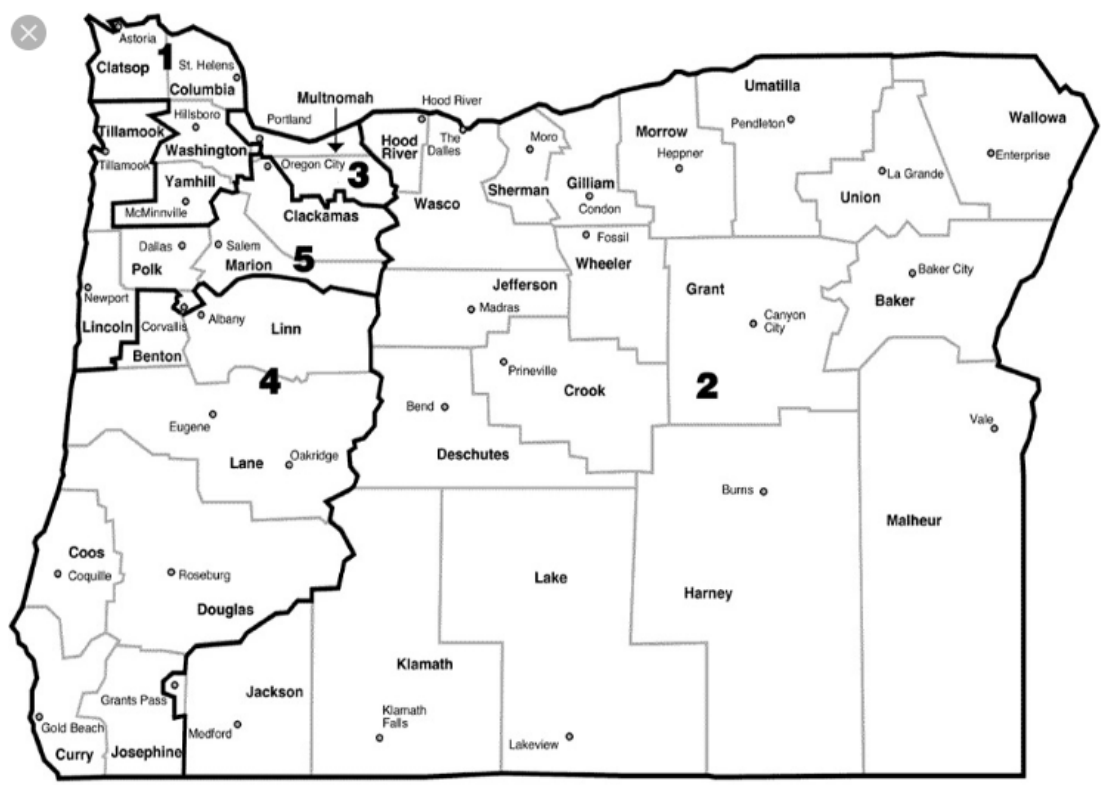 Astoria
1
Clatsop
St. Helens
Columbia
Multnomah
Hood River
Hillsboro
Portland
Umatilla
Wallowa
Tillamook
Washington
Tillamook
Oregon City
3
Hood
River
The
Dalles
Moro
Morrow
Heppner
Pendleton
Enterprise
La Grande
Union
Yamhill
McMinnville
Clackamas
Wasco
Sherman
Gilliam
Condon
Dallas
Salem
Polk
Marion
5
Fossil
Wheeler
Grant
Baker City
Baker
Newport
Lincoln
Corvallis
Albany
Benton
Linn
Jefferson
Madras
Canyon
City
4
Prineville
Crook
2
Bend
Eugene
Lane
Oakridge
Deschutes
Vale
Burns
Malheur
Coos
Coquille
Roseburg
Douglas
Lake
Harney
Klamath
Grants Pass
Jackson
Klamath
Falls
Gold Beach
Medford
Lakeview
Curry
Josephine